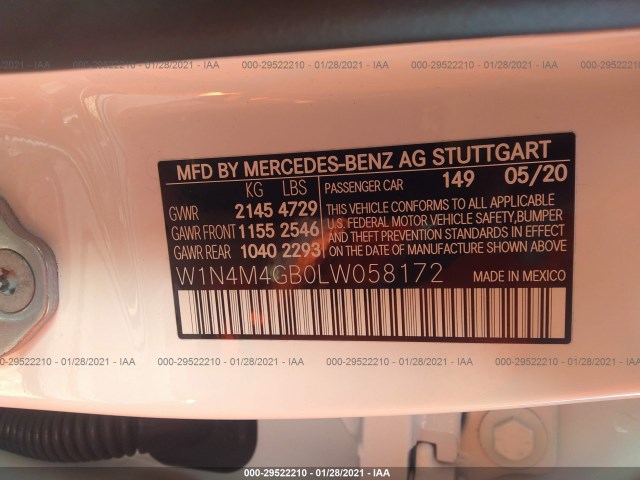 000-29522210 - 01/28/2021 - IAA
000-29522210 - 01/28/2021 - IAA
000-29522210 - 01/28/2021 - IAA
MFD BY MERCEDES-BENZ AG STUTTGART
KG LBS PASSENGER CAR 149 05/20
GVWR 2145 4729
GAWR FRONT 1155 2546
GAWR REAR 1040 2293
THIS VEHICLE CONFORMS TO ALL APPLICABLE
U.S. FEDERAL MOTOR VEHICLE SAFETY,BUMPER
AND THEFT PREVENTION STANDARDS IN EFFECT
ON THE DATE OF MANUFACTURE SHOWN ABOVE.
W1N4M4GB0LW058172 MADE IN MEXICO
000-29522210 - 01/28/2021 - IAA
000-29522210 - 01/28/2021 - IAA
000-29522210 - 01/28/2021 - IAA
000-29522210 - 01/28/2021 - IAA